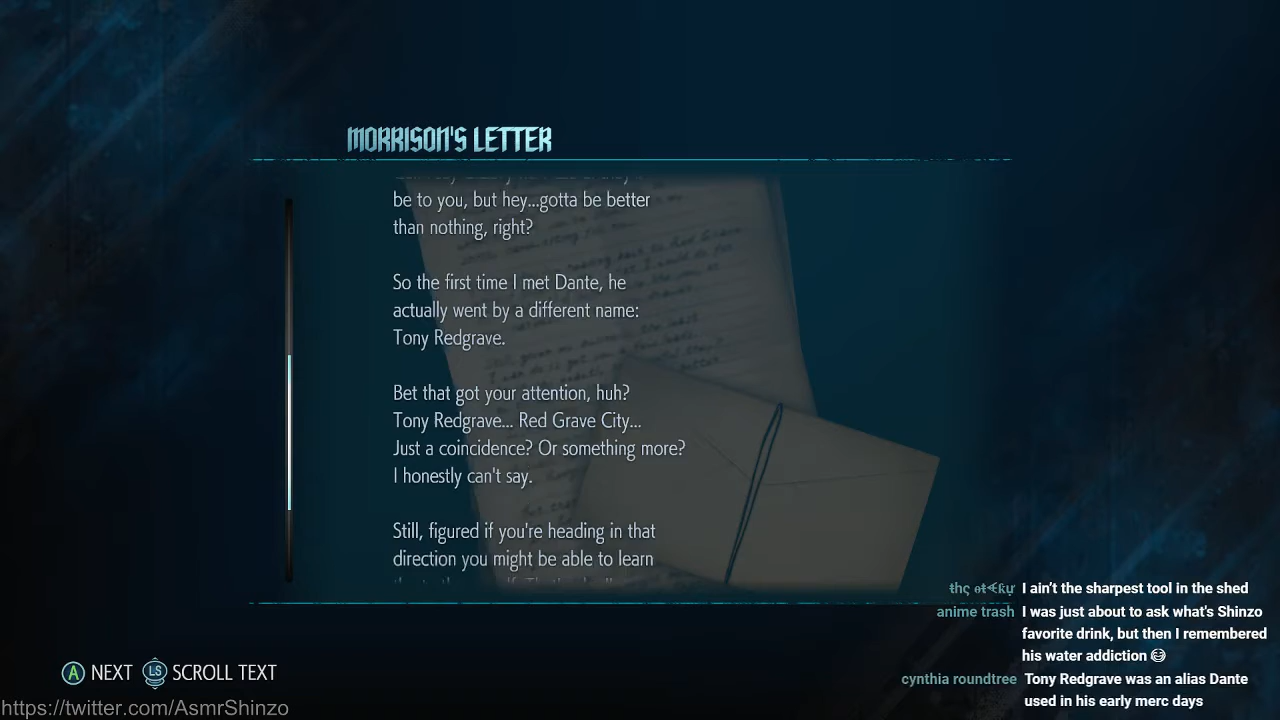 MORRISON'S LETTER
be to you, but hey...gotta be better
than nothing, right?
So the first time I met Dante, he
actually went by a different name:
Tony Redgrave.
Bet that got your attention, huh?
Tony Redgrave... Red Grave City...
Just a coincidence? Or something more?
I honestly can't say.
Still, figured if you're heading in that
direction you might be able to learn
I ain't the sharpest tool in the shed
anime trash I was just about to ask what's Shinzo
favorite drink, but then I remembered
his water addiction 😅
cynthia roundtree Tony Redgrave was an alias Dante
used in his early merc days
A NEXT LS SCROLL TEXT
https://twitter.com/AsmrShinzo